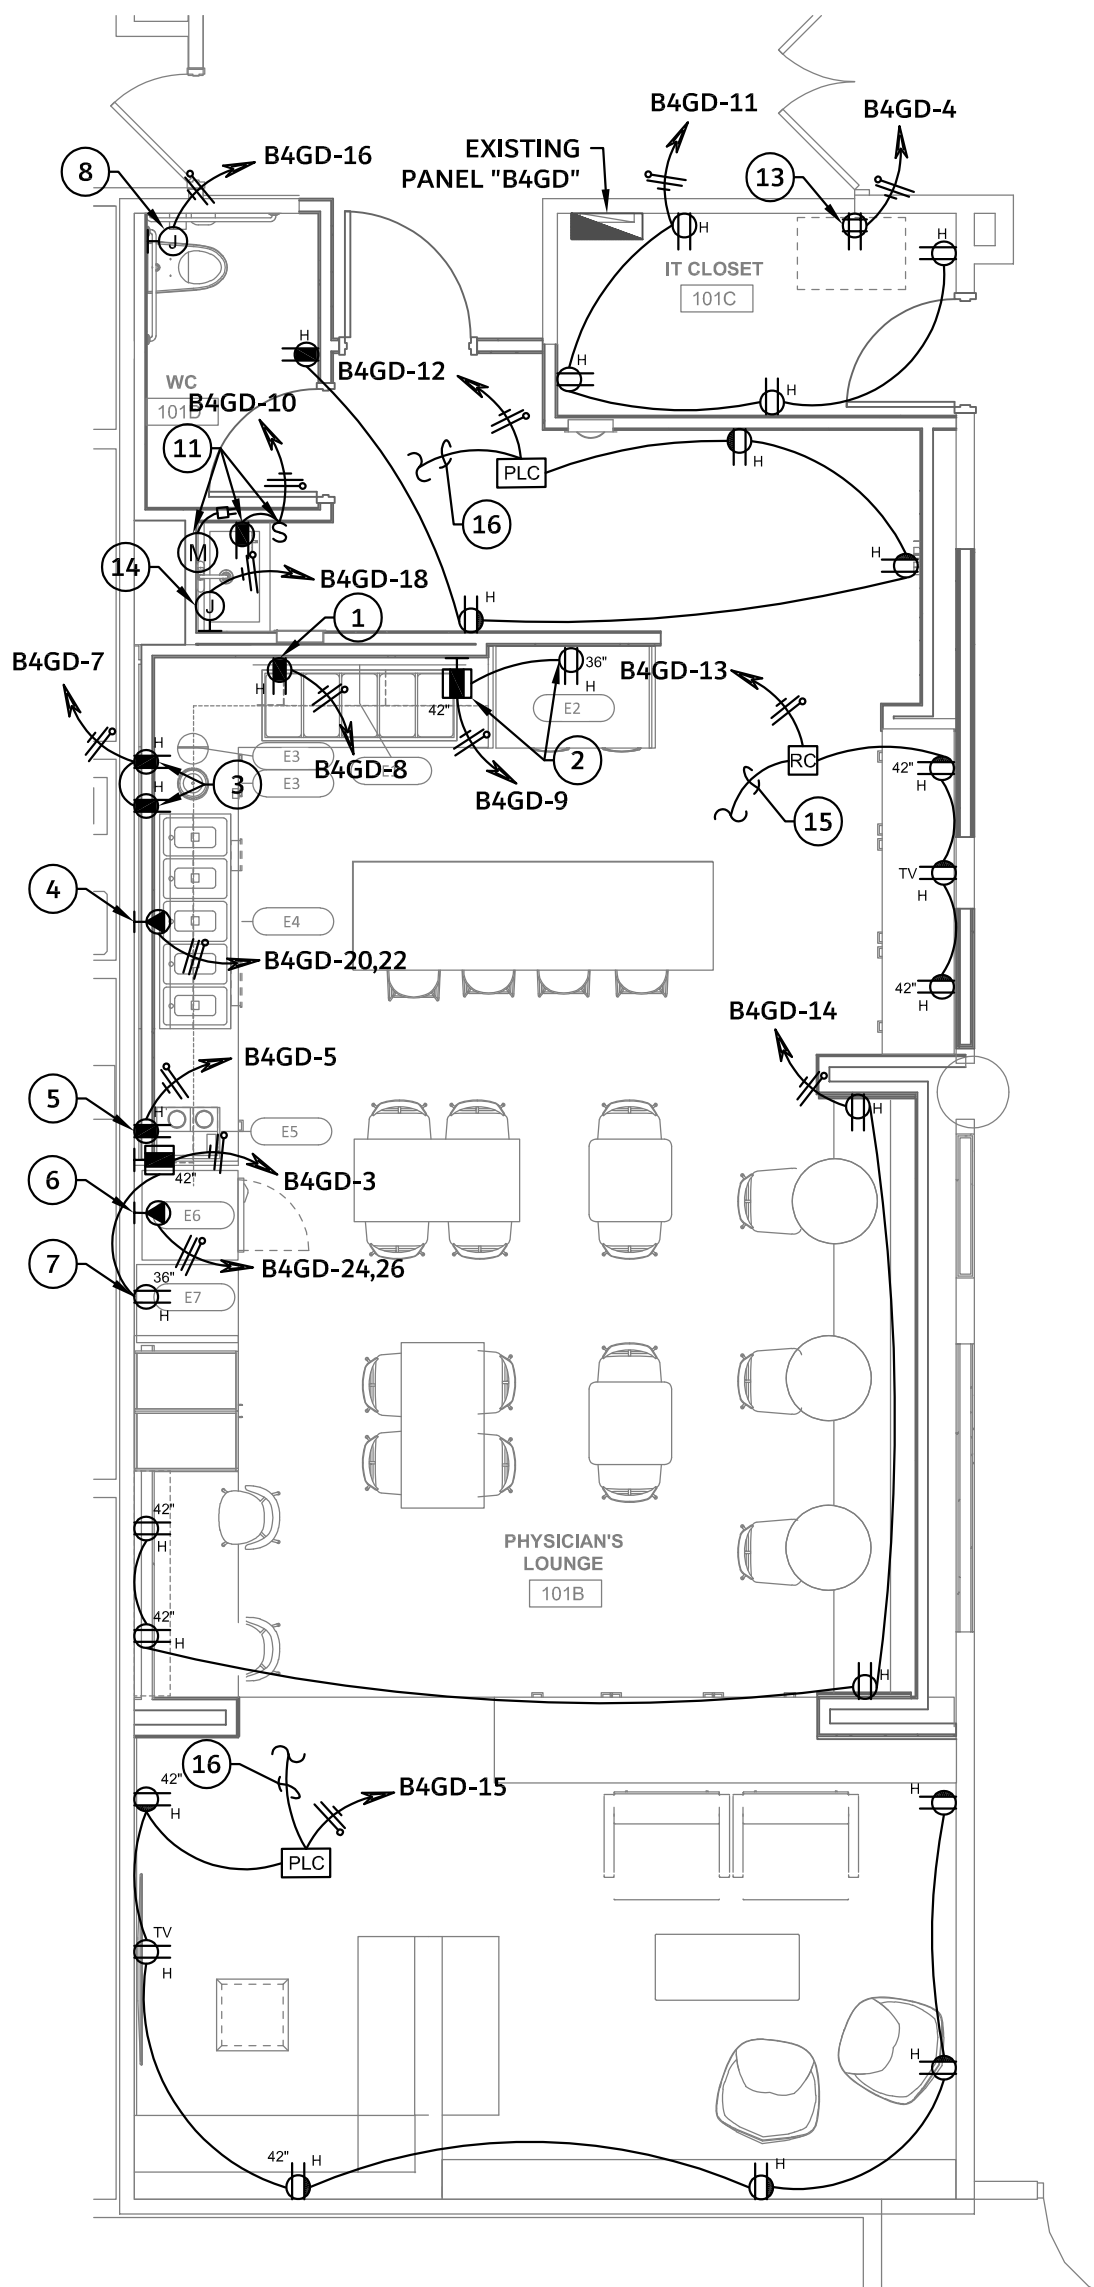 B4GD-11
B4GD-4
EXISTING
PANEL "B4GD"
8
B4GD-16
13
J
H
H
IT CLOSET
101C
H
B4GD-12
H
H
WC
B4GD-10
11
PLC
H
16
H
M
S
14
B4GD-18
J
1
H
B4GD-7
H
36"
H
B4GD-13
E2
42"
2
RC
H
E3
B4GD-8
H
E3
3
B4GD-9
42"
H
15
TV
H
4
E4
B4GD-20,22
42"
H
B4GD-14
B4GD-5
5
H
E5
H
B4GD-3
42"
6
E6
B4GD-24,26
7
36"
E7
H
42"
H
PHYSICIAN'S
LOUNGE
101B
42"
H
H
16
42"
H
B4GD-15
H
PLC
TV
H
H
42"
H
H